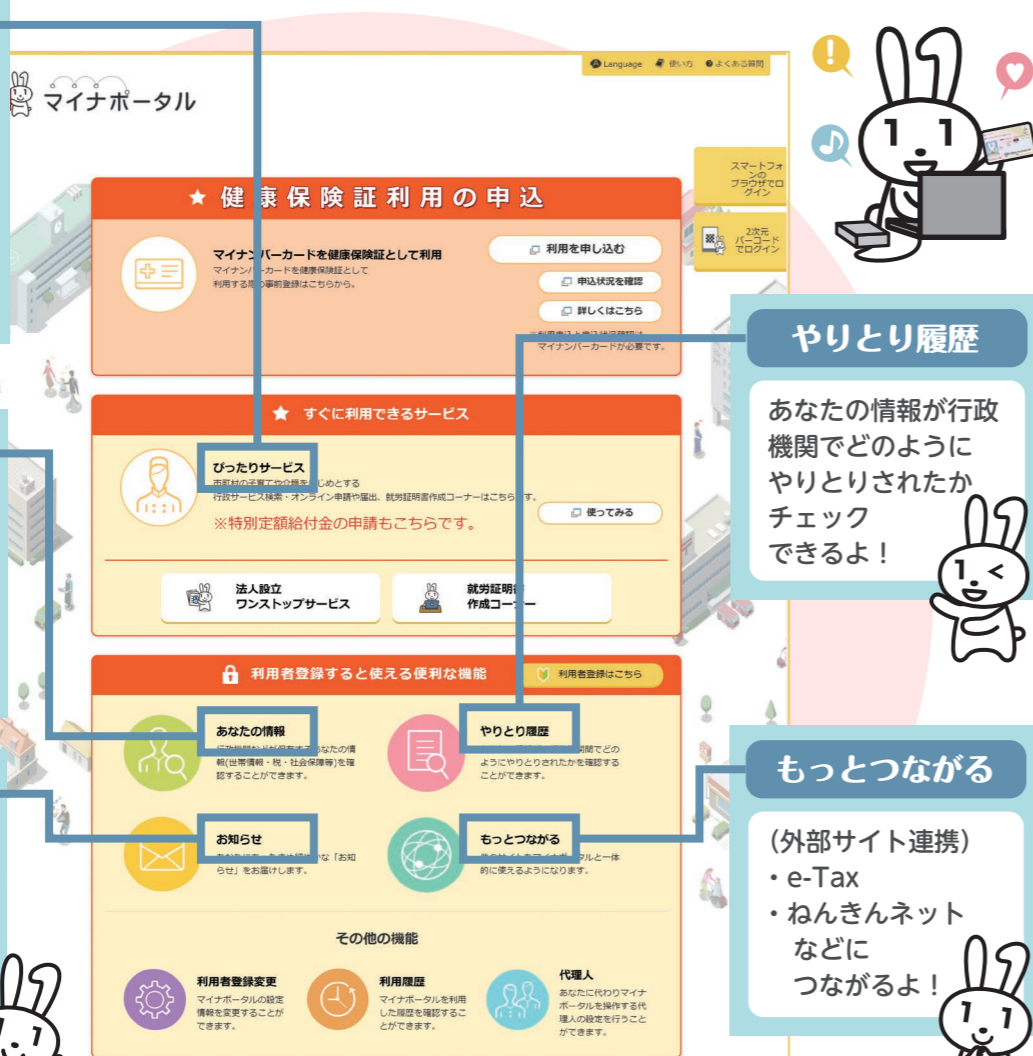 Language 使い方 よくある質問
マイナポータル
スマートフォ
ンの
ブラウザでロ
グイン
2次元
バーコード
でログイン
★ 健康保険証利用の申込
マイナンバーカードを健康保険証として利用
マイナンバーカードを健康保険証として
利用する際の事前登録はこちらから。
利用を申し込む
申込状況を確認
詳しくはこちら
マイナンバーカードが必要です。
★ すぐに利用できるサービス
ぴったりサービス
行政サービス検索・オンライン申請や届出、就労証明書作成コーナーはこちらです。
※特別定額給付金の申請もこちらです。
使ってみる
法人設立
ワンストップサービス
就労証明書
作成コーナー
利用者登録すると使える便利な機能
利用者登録はこちら
あなたの情報
あなたの情
報(世帯情報・税・社会保障等)を確
認することができます。
やりとり履歴
機関間でどの
ようにやりとりされたかを確認する
ことができます。
お知らせ
な「お知
らせ」をお届けします。
もっとつながる
的に使えるようになります。
その他の機能
利用者登録変更
マイナポータルの設定
情報を変更することが
できます。
利用履歴
マイナポータルを利用
した履歴を確認するこ
とができます。
代理人
あなたに代わりマイナ
ポータルを操作する代
理人の設定を行うこと
ができます。
やりとり履歴
あなたの情報が行政
機関でどのように
やりとりされたか
チェック
できるよ！
もっとつながる
(外部サイト連携)
・e-Tax
・ねんきんネット
などに
つながるよ！